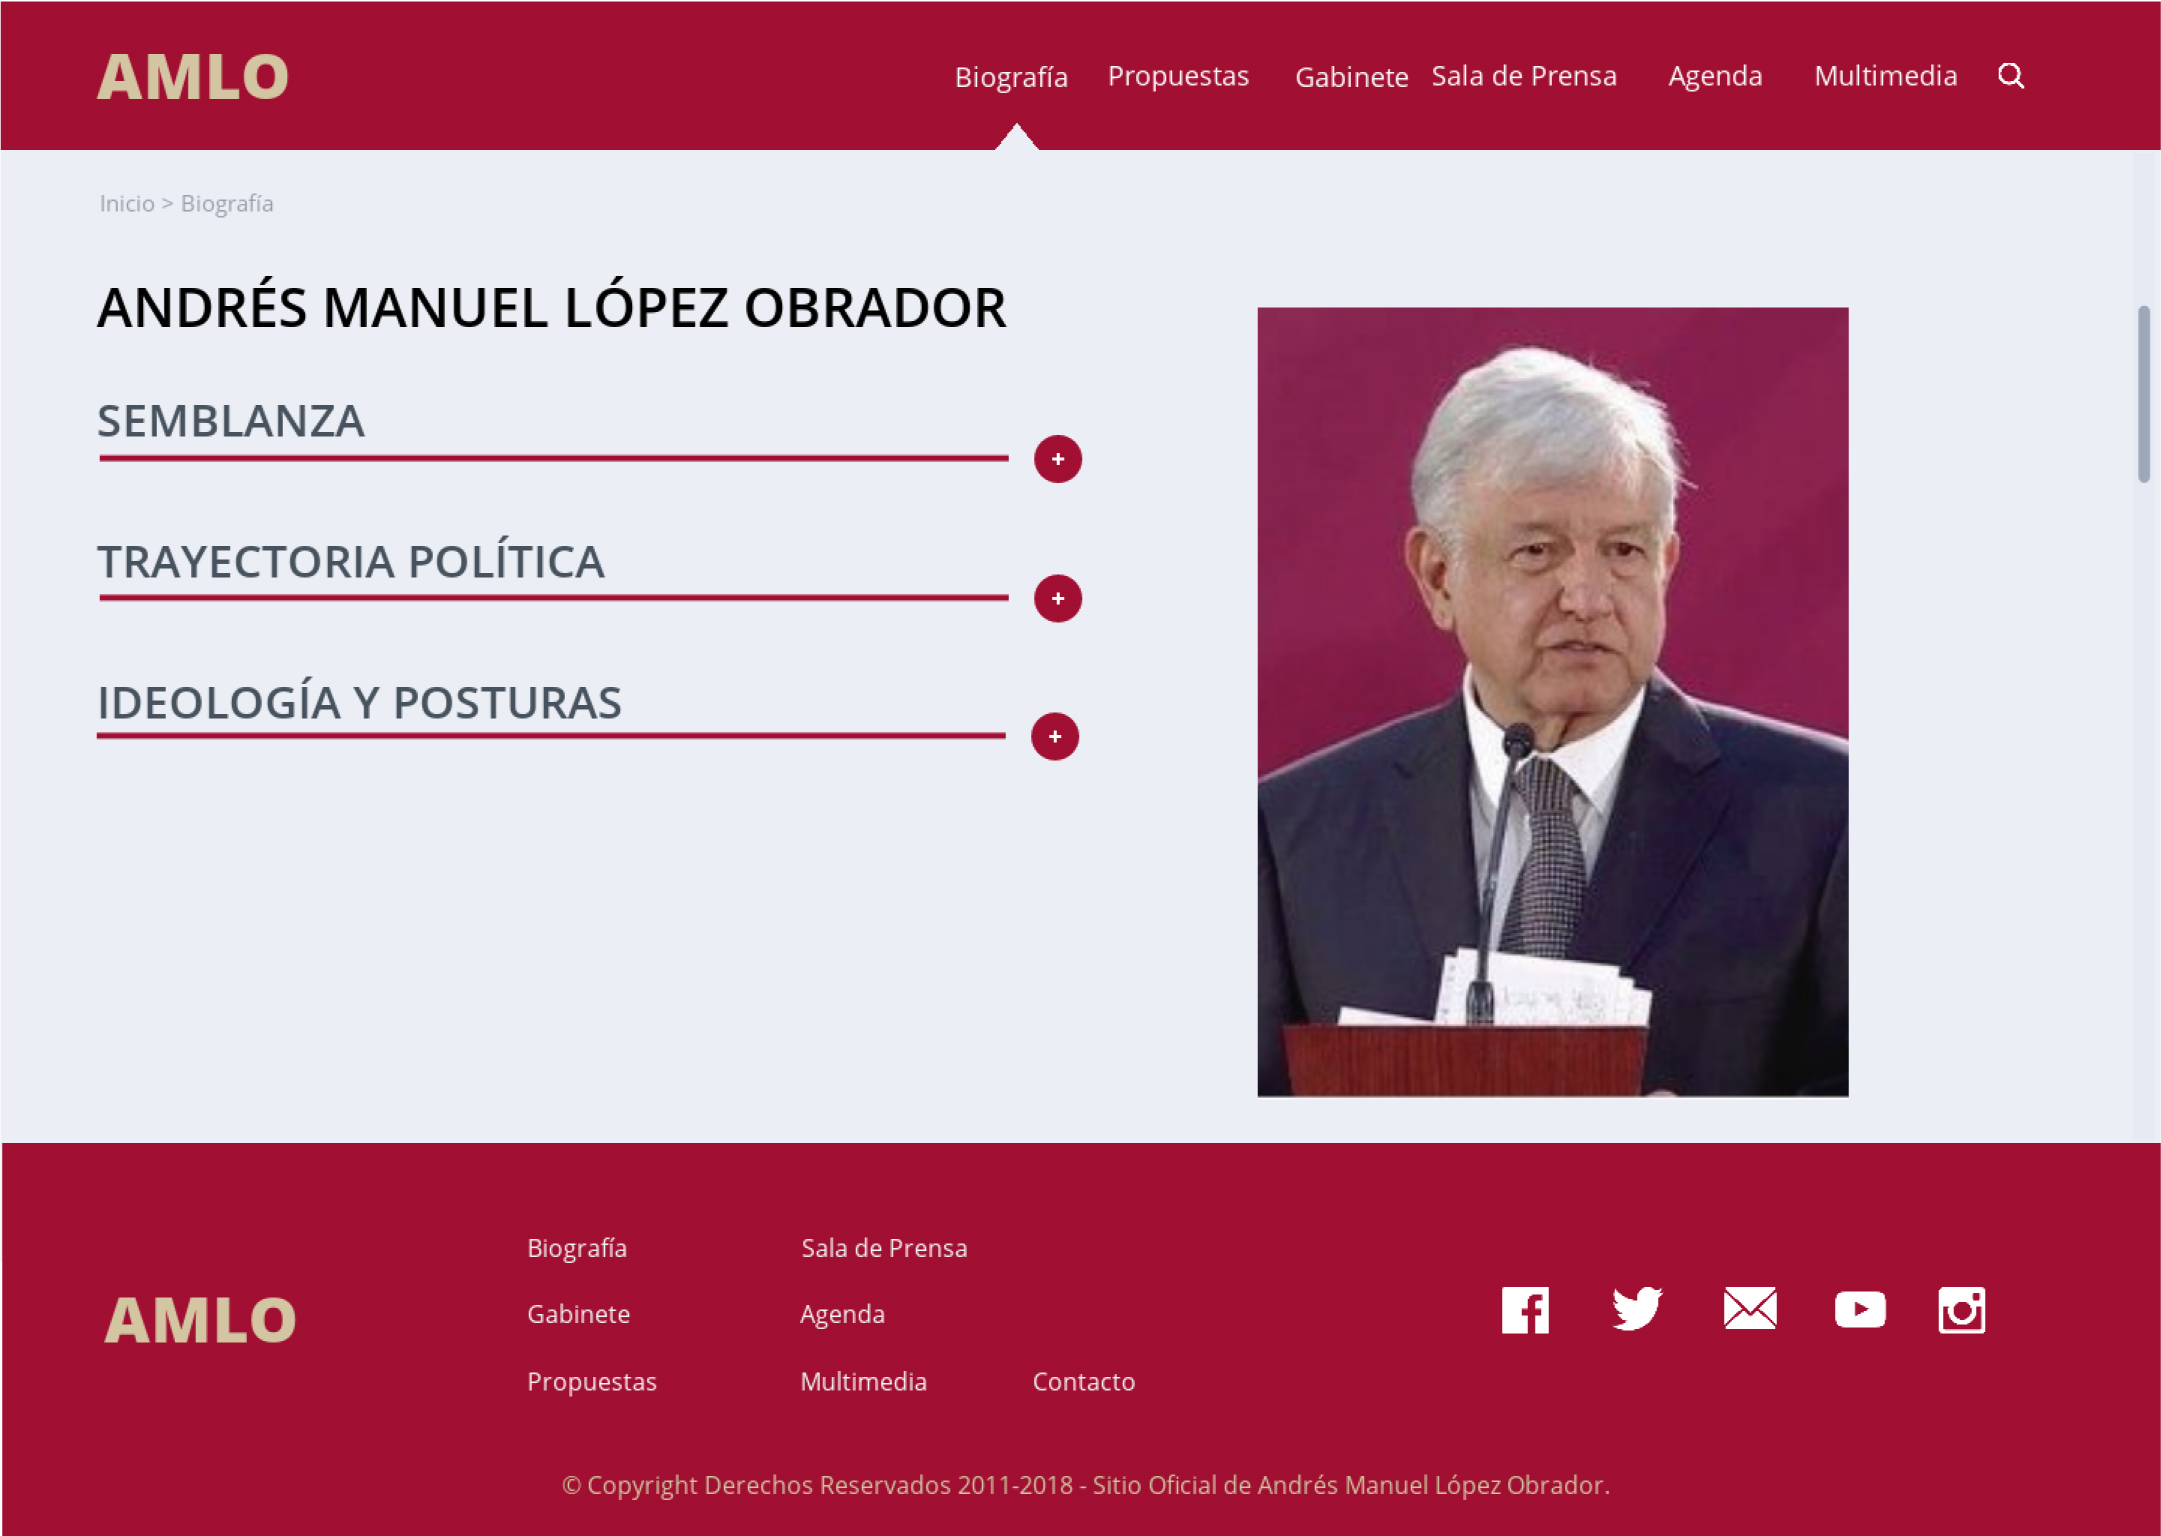 AMLO
Biografía Propuestas Gabinete Sala de Prensa Agenda Multimedia
Inicio > Biografía
ANDRÉS MANUEL LÓPEZ OBRADOR
SEMBLANZA
+
TRAYECTORIA POLÍTICA
+
IDEOLOGÍA Y POSTURAS
+
AMLO
Biografía Sala de Prensa
Gabinete Agenda
Propuestas Multimedia Contacto
© Copyright Derechos Reservados 2011-2018 - Sitio Oficial de Andrés Manuel López Obrador.